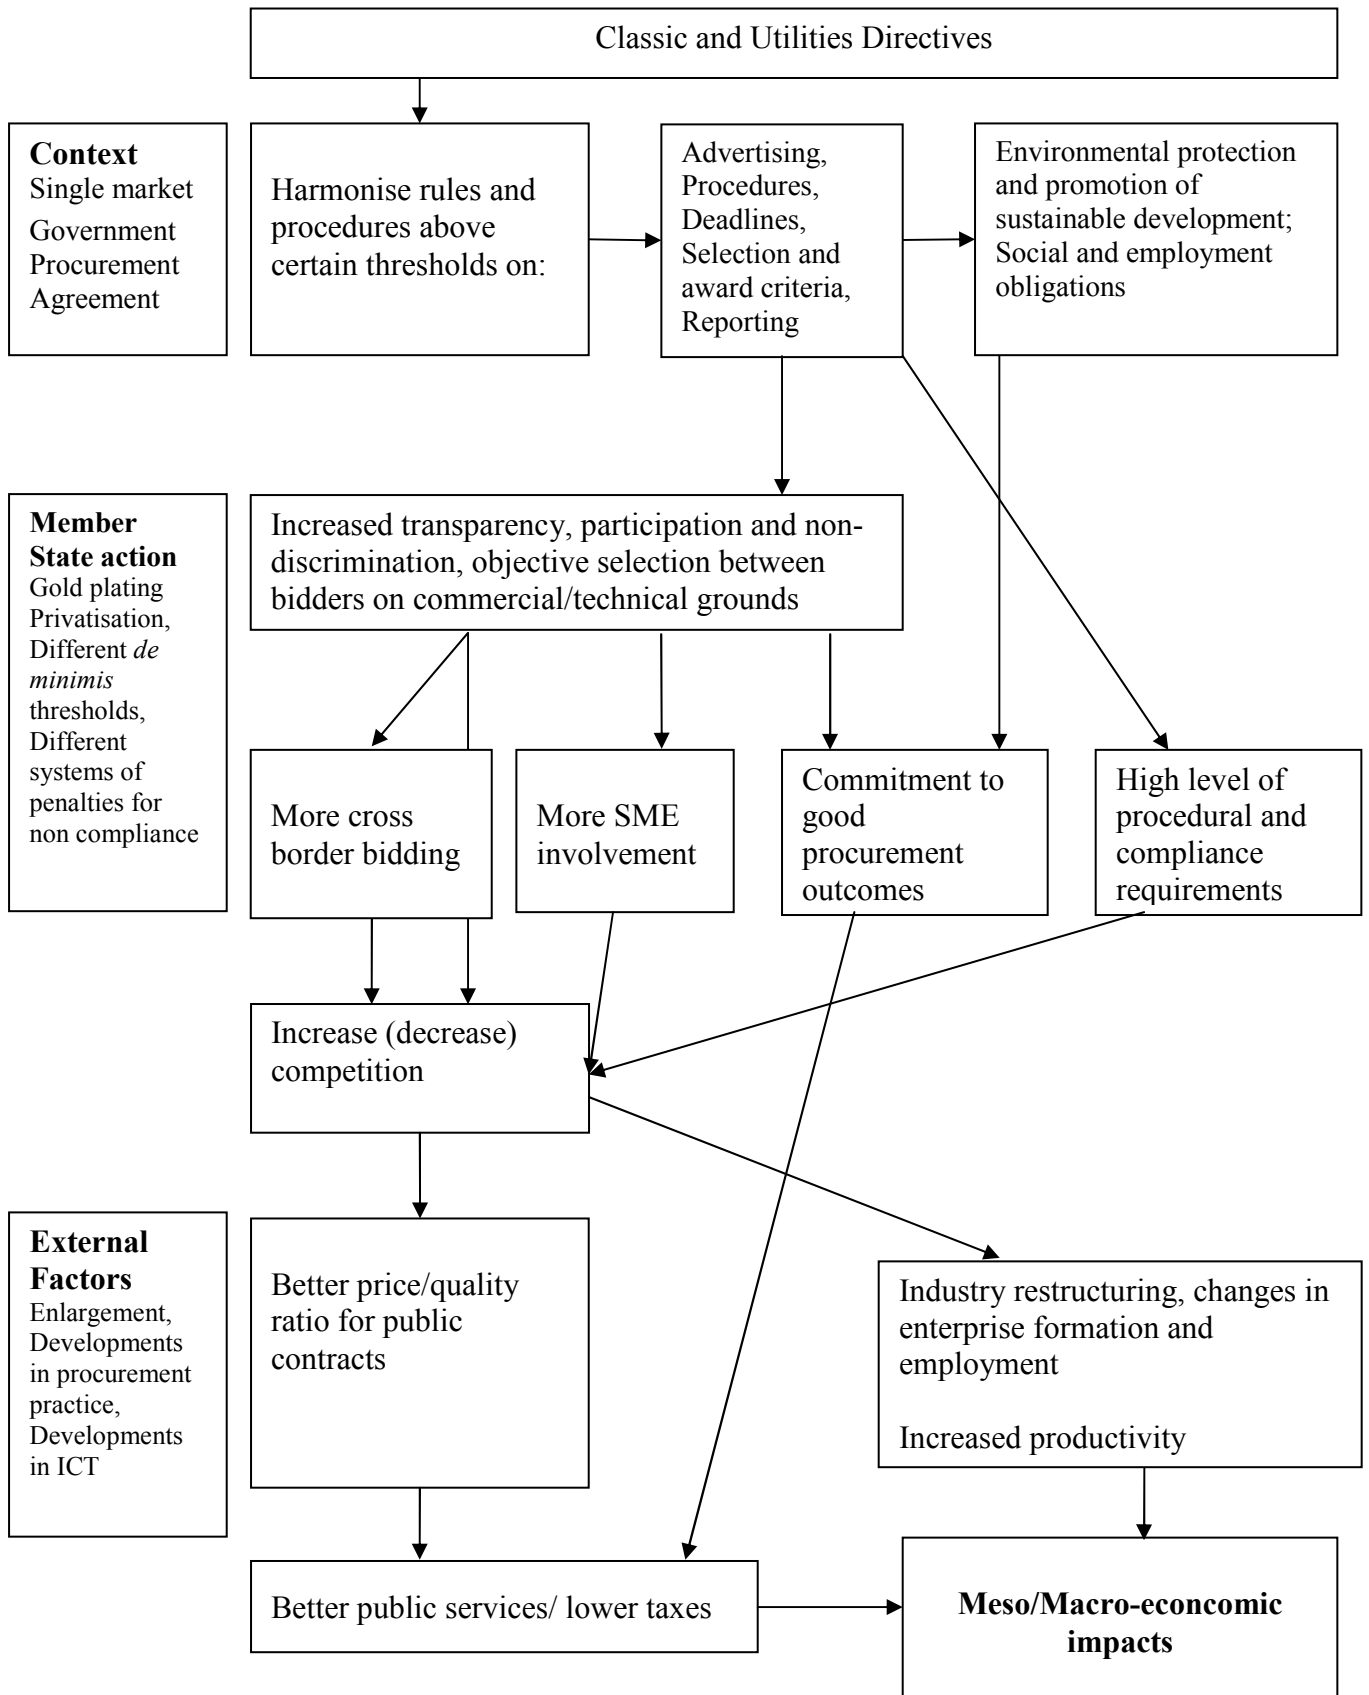 Classic and Utilities Directives
Context
Single market
Government
Procurement
Agreement
Harmonise rules and
procedures above
certain thresholds on:
Advertising,
Procedures,
Deadlines,
Selection and
award criteria,
Reporting
Environmental protection
and promotion of
sustainable development;
Social and employment
obligations
Member
State action
Gold plating
Privatisation,
Different de
minimis
thresholds,
Different
systems of
penalties for
non compliance
Increased transparency, participation and non-
discrimination, objective selection between
bidders on commercial/technical grounds
More cross
border bidding
More SME
involvement
Commitment to
good
procurement
outcomes
High level of
procedural and
compliance
requirements
Increase (decrease)
competition
External
Factors
Enlargement,
Developments
in procurement
practice,
Developments
in ICT
Better price/quality
ratio for public
contracts
Industry restructuring, changes in
enterprise formation and
employment
Increased productivity
Better public services/ lower taxes
Meso/Macro-econcomic
impacts